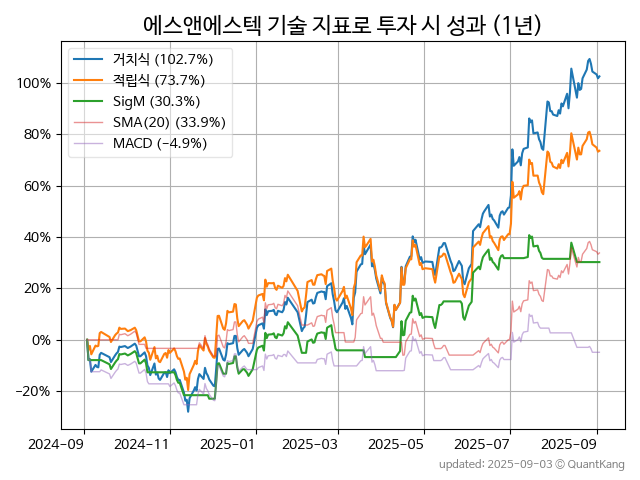 에스앤에스텍 기술 지표로 투자 시 성과 (1년)
거치식 (102.7%)
적립식 (73.7%)
SigM (30.3%)
SMA(20) (33.9%)
MACD (−4.9%)
100%
80%
60%
40%
20%
0%
−20%
2024-09 2024-11 2025-01 2025-03 2025-05 2025-07 2025-09
updated: 2025-09-03 © QuantKang